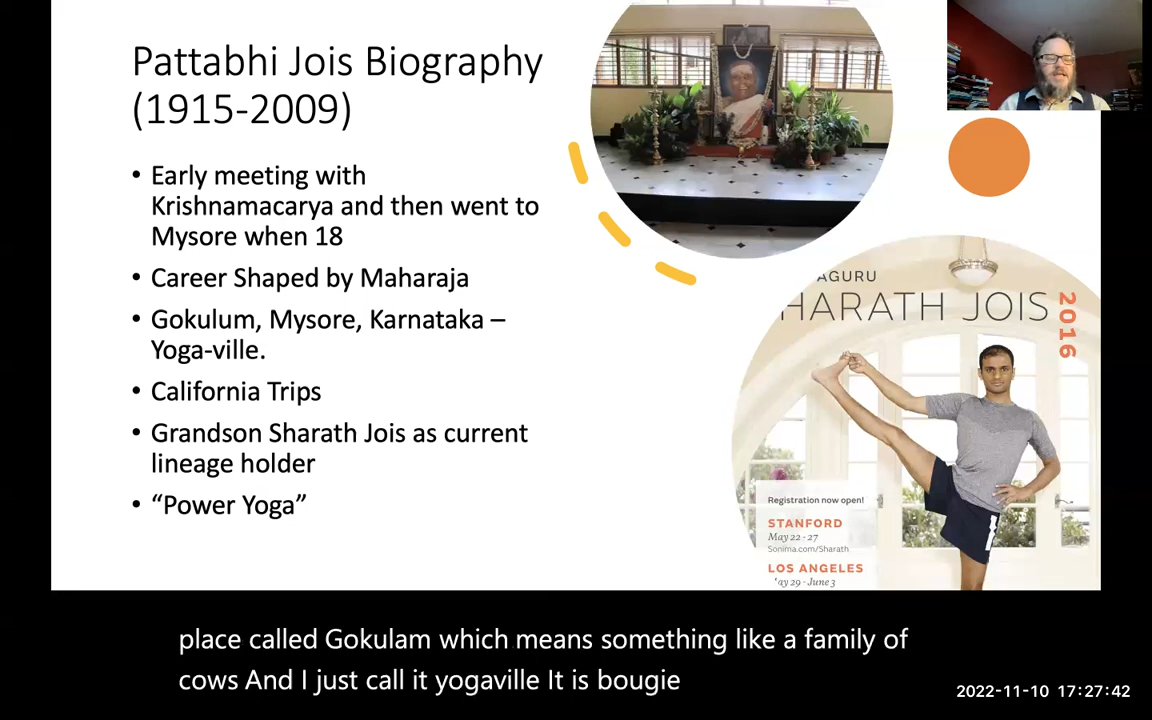 Pattabhi Jois Biography
(1915-2009)
• Early meeting with
Krishnamacarya and then went to
Mysore when 18
• Career Shaped by Maharaja
• Gokulum, Mysore, Karnataka –
Yoga-ville.
• California Trips
• Grandson Sharath Jois as current
lineage holder
• “Power Yoga”
AGURU
HARATH JOIS
2016
Registration now open!
STANFORD
May 22 - 27
Sonima.com/Sharath
LOS ANGELES
ay 29 - June 3
place called Gokulam which means something like a family of
cows And I just call it yogaville It is bougie
2022-11-10 17:27:42